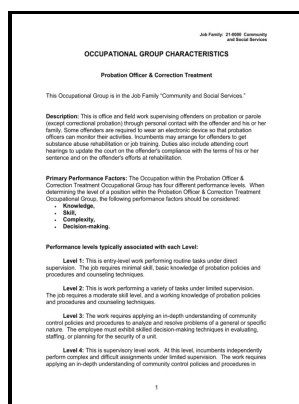 Job Family: 21-0000 Community
and Social Services
OCCUPATIONAL GROUP CHARACTERISTICS
Probation Officer & Correction Treatment
This Occupational Group is in the Job Family “Community and Social Services.”
Description: This is office and field work supervising offenders on probation or parole
(except correctional probation) through personal contact with the offender and his or her
family. Some offenders are required to wear an electronic device so that probation
officers can monitor their activities. Incumbents may arrange for offenders to get
substance abuse rehabilitation or job training. Duties also include attending court
hearings to update the court on the offender's compliance with the terms of his or her
sentence and on the offender's efforts at rehabilitation.
Primary Performance Factors: The Occupation within the Probation Officer &
Correction Treatment Occupational Group has four different performance levels. When
determining the level of a position within the Probation Officer & Correction Treatment
Occupational Group, the following performance factors should be considered:
• Knowledge,
• Skill,
• Complexity,
• Decision-making.
Performance levels typically associated with each Level:
Level 1: This is entry-level work performing routine tasks under direct
supervision. The job requires minimal skill, basic knowledge of probation policies and
procedures and counseling techniques.
Level 2: This is work performing a variety of tasks under limited supervision.
The job requires a moderate skill level, and a working knowledge of probation policies
and procedures and counseling techniques.
Level 3: The work requires applying an in-depth understanding of community
control policies and procedures to analyze and resolve problems of a general or specific
nature. The employee must exhibit skilled decision-making techniques in evaluating,
staffing, or planning for the security of a unit.
Level 4: This is supervisory level work. At this level, incumbents independently
perform complex and difficult assignments under limited supervision. The work requires
applying an in-depth understanding of community control policies and procedures in
1